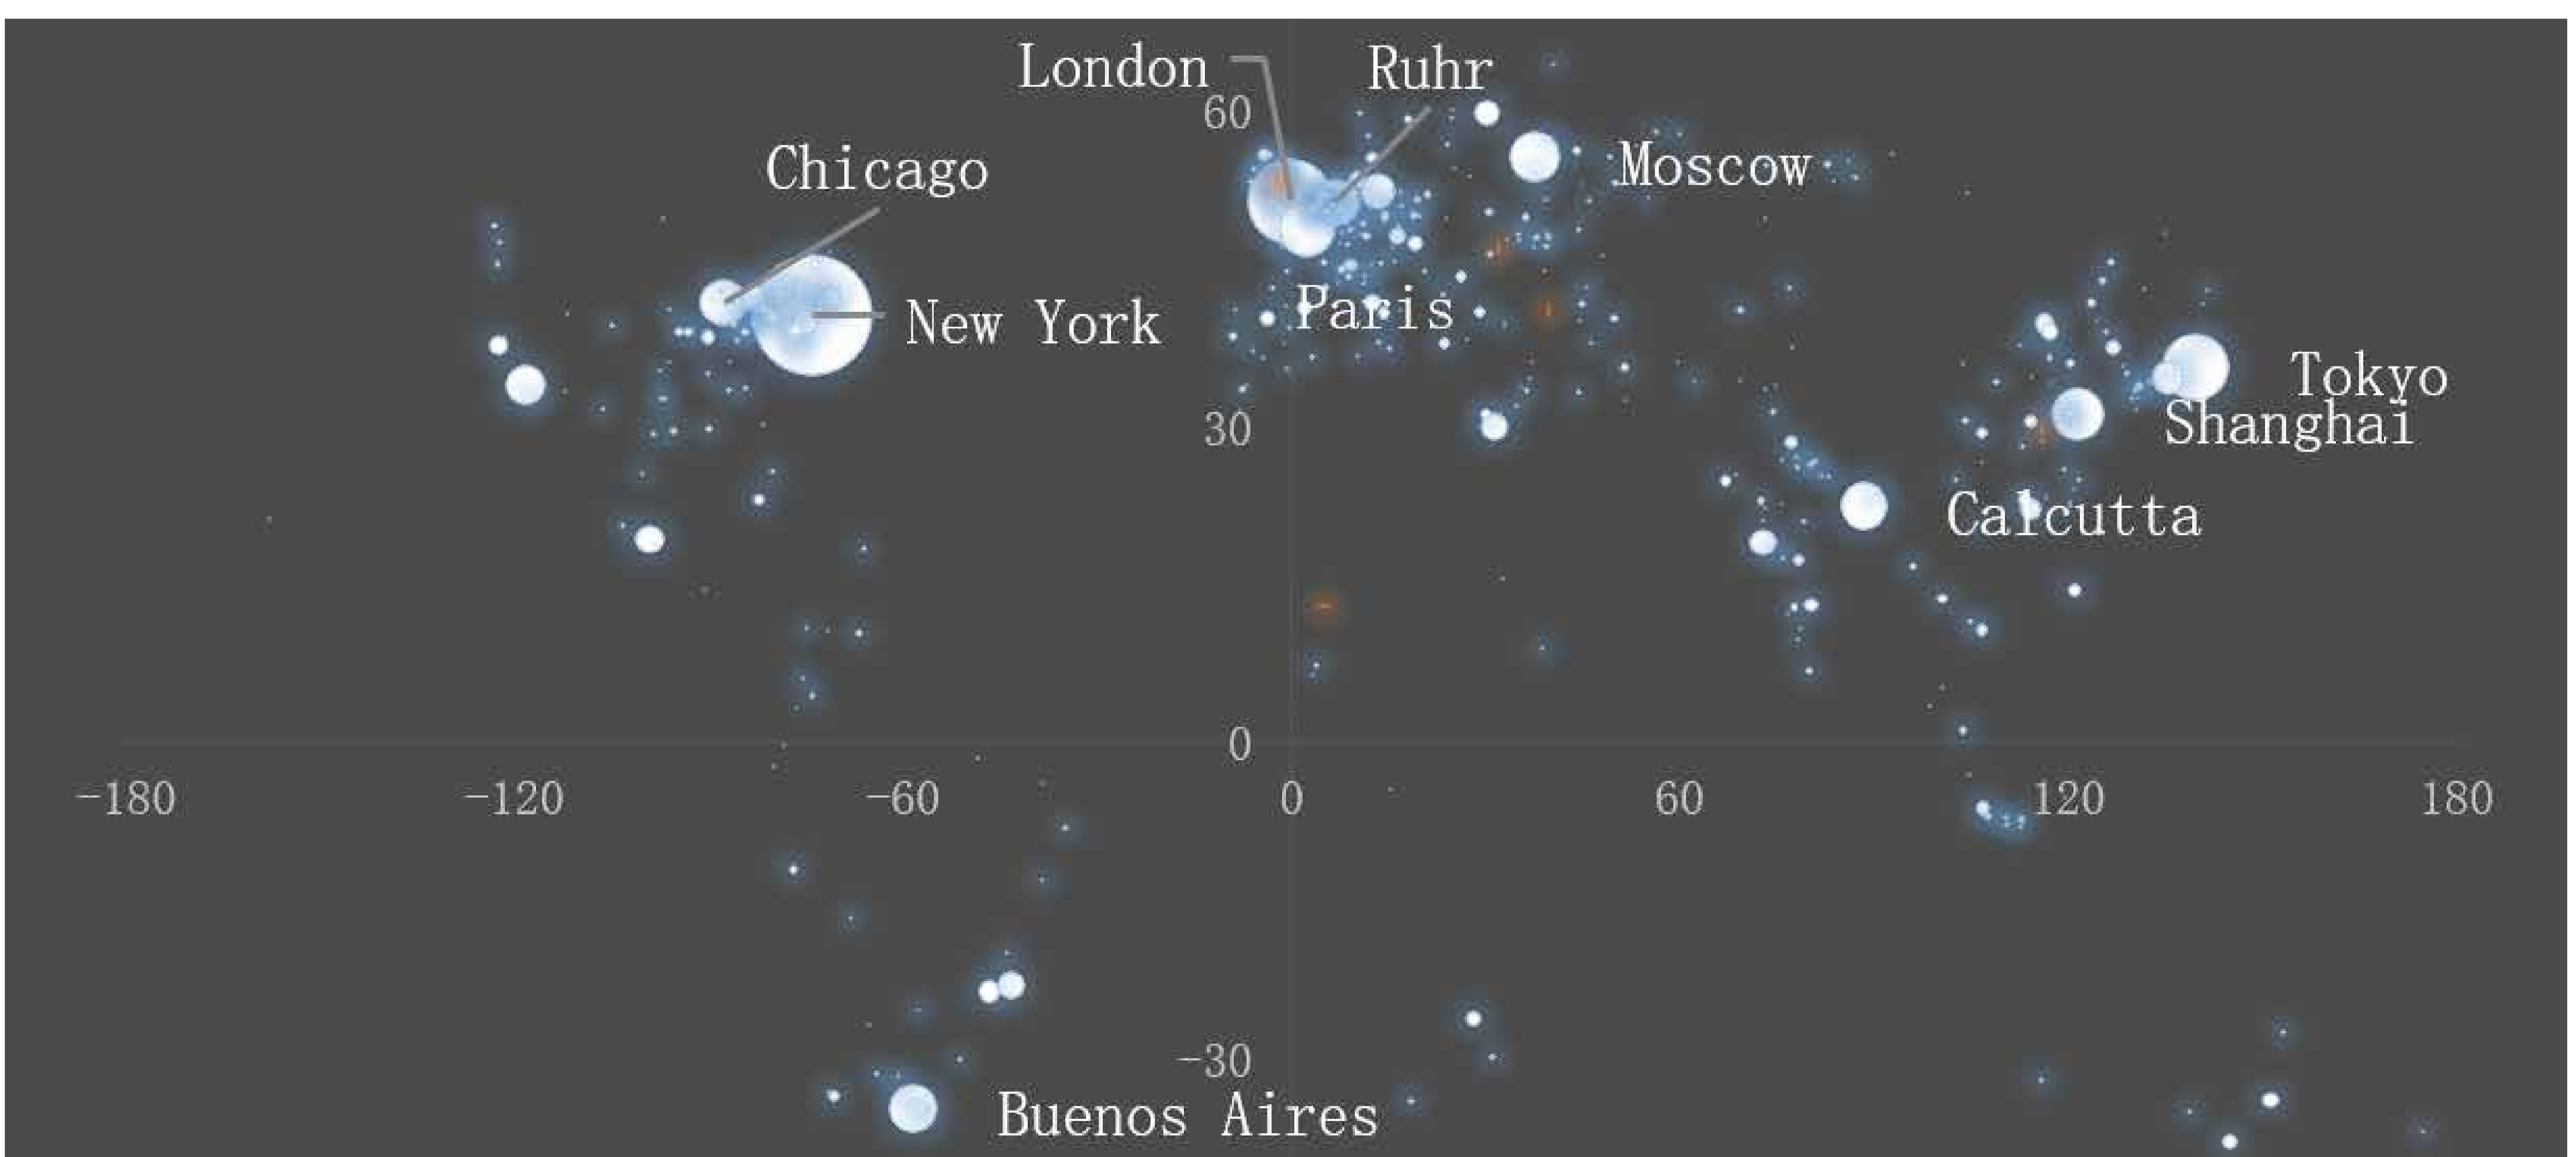 London
Ruhr
60
Chicago
Moscow
New York
Paris
Tokyo
Shanghai
30
Calcutta
0
-180
-120
-60
0
60
120
180
-30
Buenos Aires